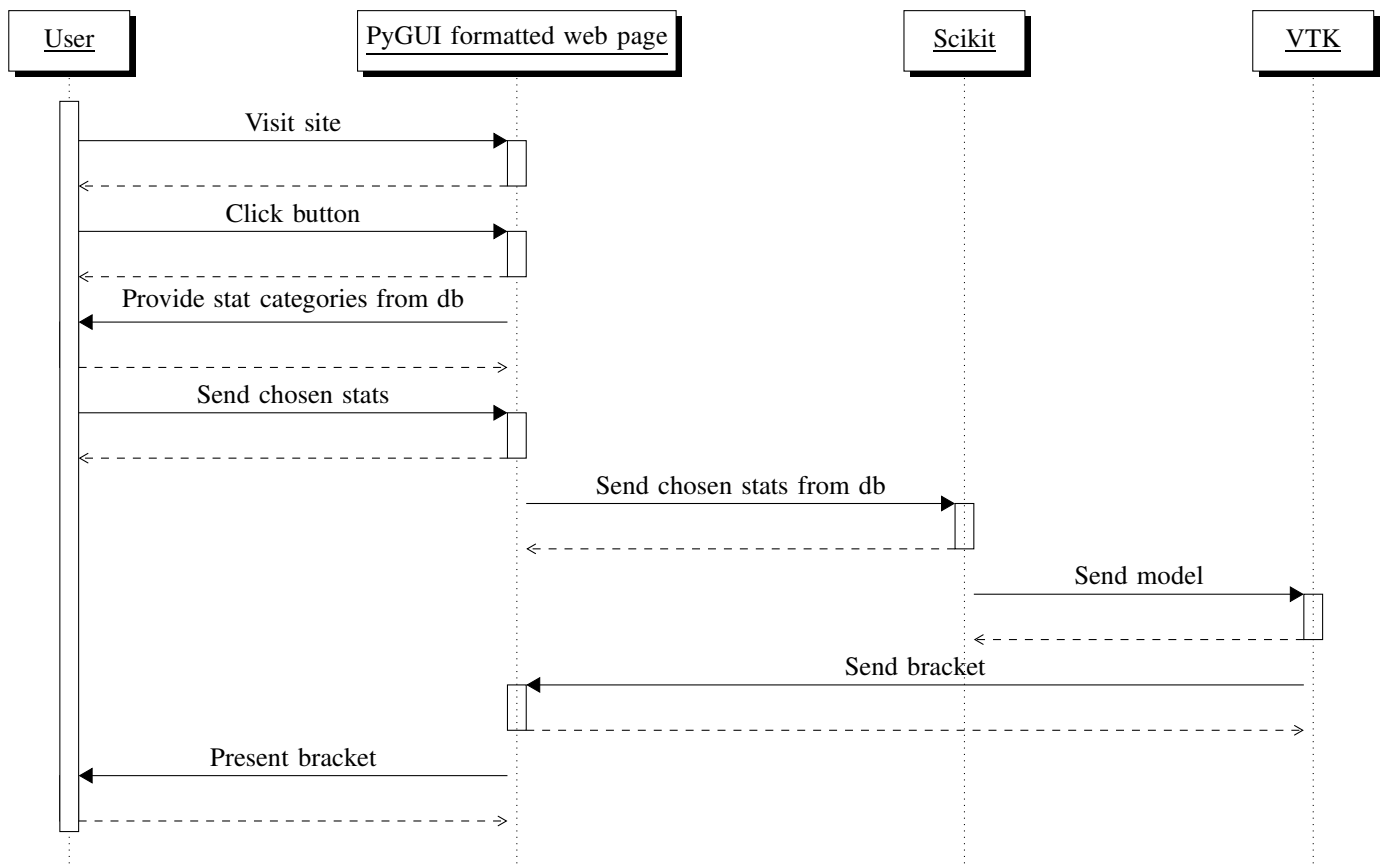 User
PyGUI formatted web page
Scikit
VTK
Visit site
Click button
Provide stat categories from db
Send chosen stats
Send chosen stats from db
Send model
Send bracket
Present bracket